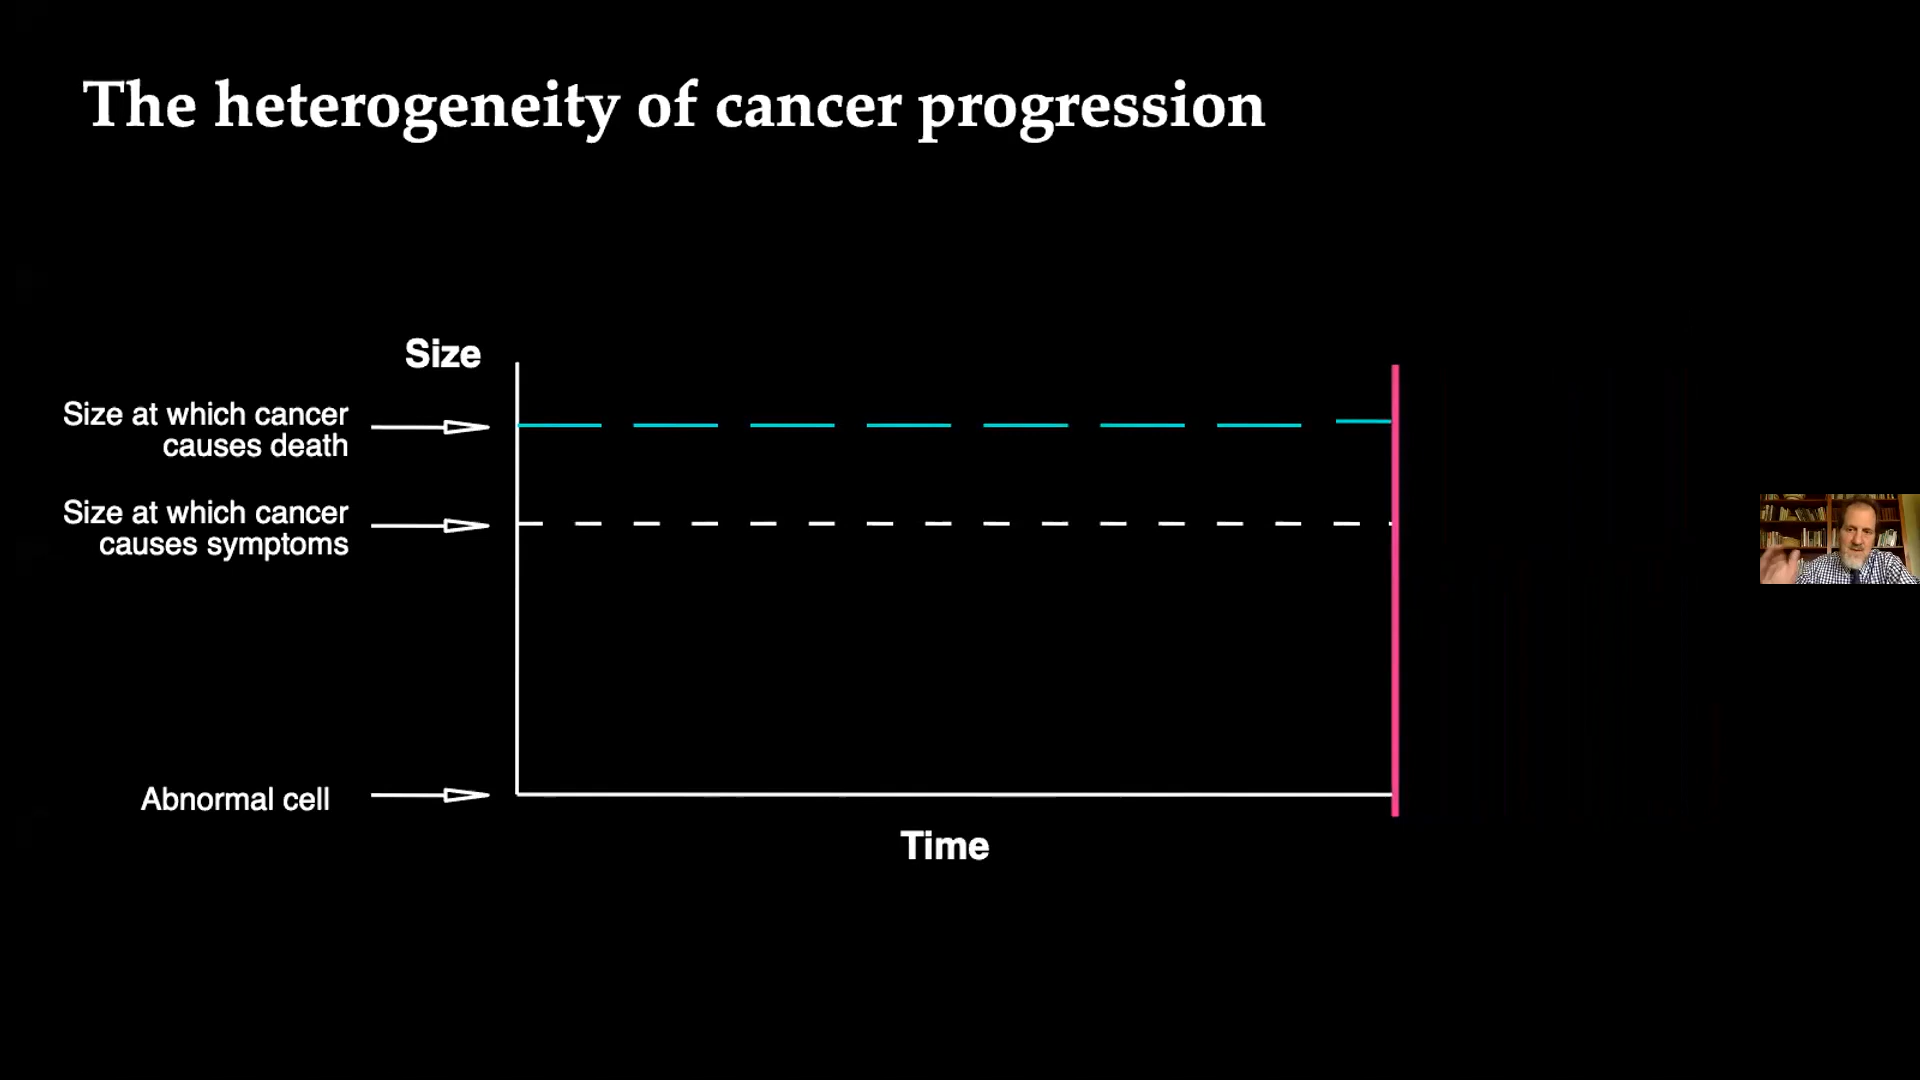 The heterogeneity of cancer progression
Size
Size at which cancer
causes death
Size at which cancer
causes symptoms
Abnormal cell
Time